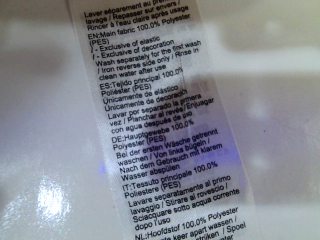 Laver séparément au premier
lavage / Repasser sur envers /
Rincer à l'eau claire après usage
EN:Main fabric 100.0% Polyester
(PES)
- Exclusive of elastic
/ - Exclusive of decoration
Wash separately for the first wash
/ Iron reverse side only / Rinse in
clean water after use
ES:Tejido principal 100.0%
Poliéster (PES)
Únicamente de elástico
Únicamente de decoración
Lavar por separado la primera
vez / Planchar al revés / Enjuagar
con agua después de
DE:Hauptgewebe 100.0%
Polyester (PES)
Bei der ersten Wäsche getrennt
waschen / Von links bügeln /
Nach dem Gebrauch mit klarem
Wasser abspülen
IT:Tessuto principale 100.0%
Poliestere (PES)
Lavare separatamente al primo
lavaggio / Stirare al rovescio /
Sciacquare sotto acqua corrente
dopo l'uso
NL:Hoofdstof 100.0% Polyester
keer apart wassen /
strijken / Spoel